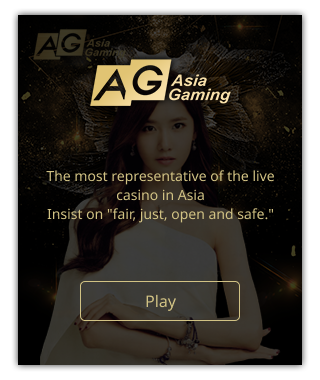 AG Asia
Gaming
AG Asia
Gaming
The most representative of the live
casino in Asia
Insist on "fair, just, open and safe."
Play